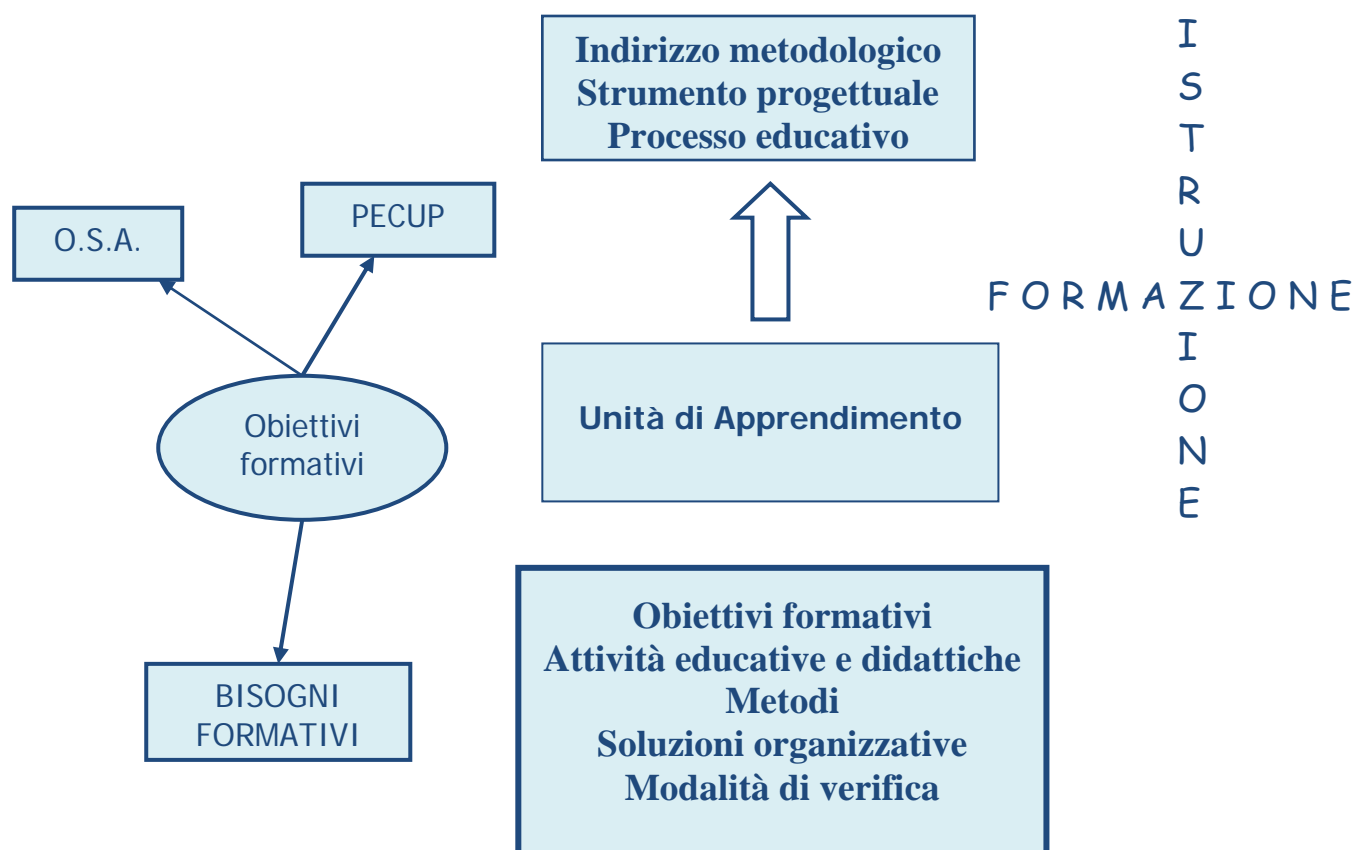 Indirizzo metodologico
Strumento progettuale
Processo educativo
PECUP
O.S.A.
Obiettivi
formativi
BISOGNI
FORMATIVI
Unità di Apprendimento
Obiettivi formativi
Attività educative e didattiche
Metodi
Soluzioni organizzative
Modalità di verifica
I S T R U Z I O N E
F O R M A Z I O N E